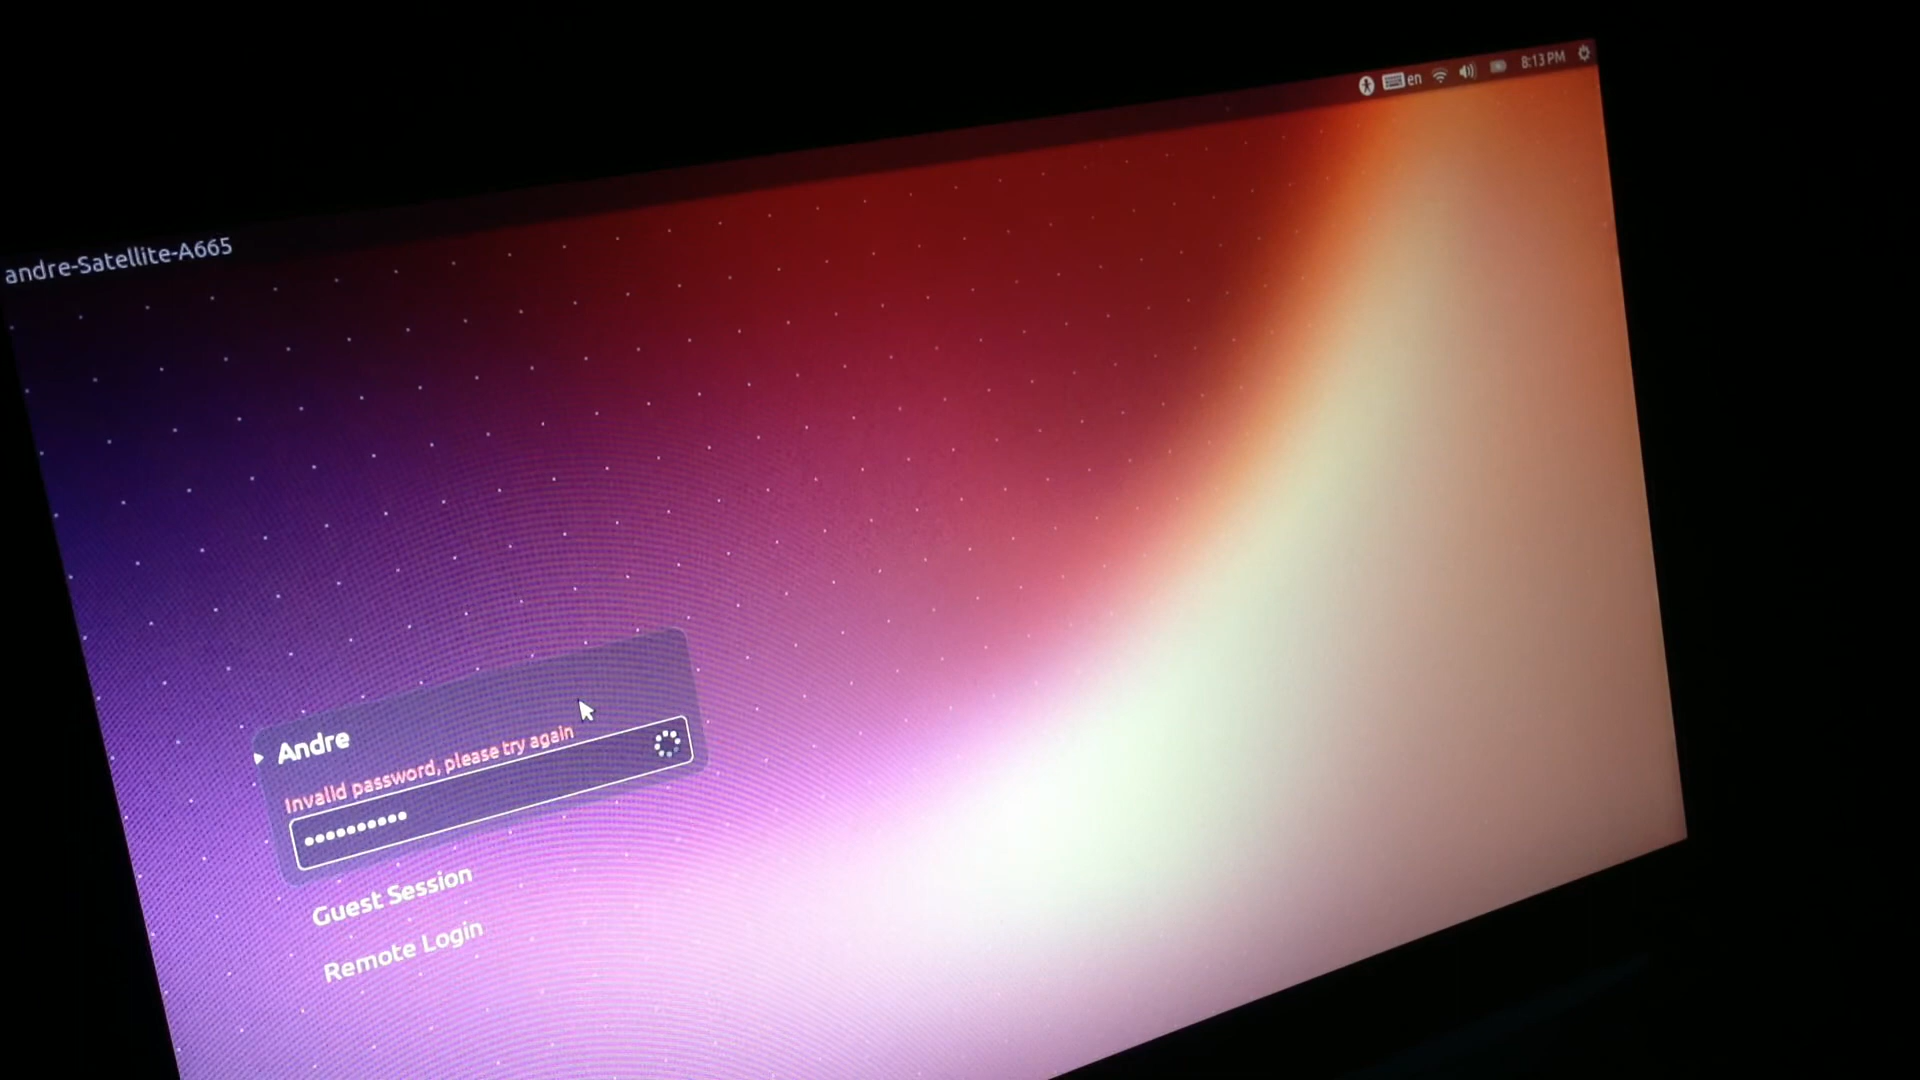 en 8:13 PM
andre-Satellite-A665
Andre
Invalid password, please try again
Guest Session
Remote Login